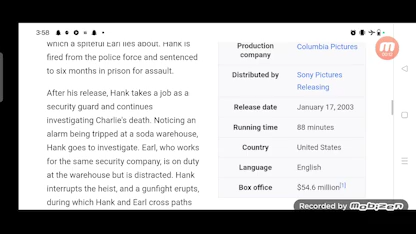 3:58
which a spiteful Earl lies about. Hank is
fired from the police force and sentenced
to six months in prison for assault.
After his release, Hank takes a job as a
security guard and continues
investigating Charlie's death. Noticing an
alarm being tripped at a soda warehouse,
Hank goes to investigate. Earl, who works
for the same security company, is on duty
at the warehouse but is distracted. Hank
interrupts the heist, and a gunfight erupts,
during which Hank and Earl cross paths
Production company Columbia Pictures
Distributed by Sony Pictures Releasing
Release date January 17, 2003
Running time 88 minutes
Country United States
Language English
Box office $54.6 million[1]
Recorded by MOBIZEN